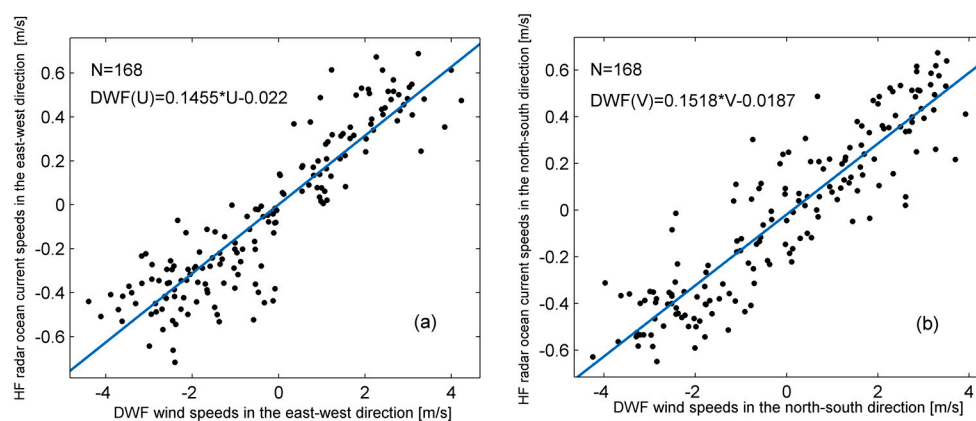 HF radar ocean current speeds in the east-west direction [m/s]
N=168
DWF(U)=0.1455*U-0.022
0.6
0.4
0.2
0
-0.2
-0.4
-0.6
(a)
-4 -2 0 2 4
DWF wind speeds in the east-west direction [m/s]
HF radar ocean current speeds in the north-south direction [m/s]
N=168
DWF(V)=0.1518*V-0.0187
0.6
0.4
0.2
0
-0.2
-0.4
-0.6
(b)
-4 -2 0 2 4
DWF wind speeds in the north-south direction [m/s]